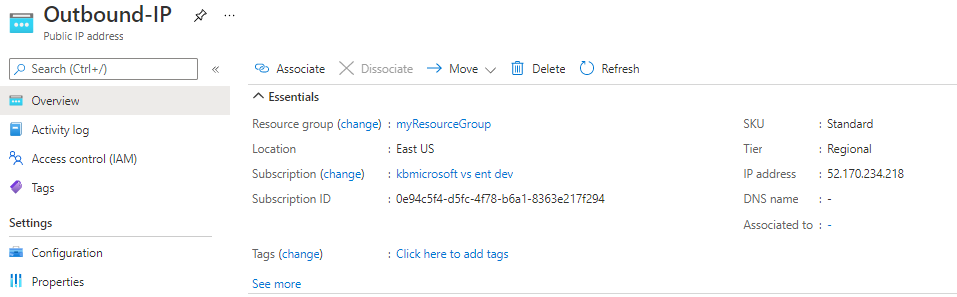 Outbound-IP
Public IP address
Search (Ctrl+/)
Overview
Activity log
Access control (IAM)
Tags
Settings
Configuration
Properties
Associate Dissociate Move Delete Refresh
Essentials
Resource group (change) : myResourceGroup
Location : East US
Subscription (change) : kbmicrosoft vs ent dev
Subscription ID : 0e94c5f4-d5fc-4f78-b6a1-8363e217f294
SKU : Standard
Tier : Regional
IP address : 52.170.234.218
DNS name : -
Associated to : -
Tags (change) : Click here to add tags
See more